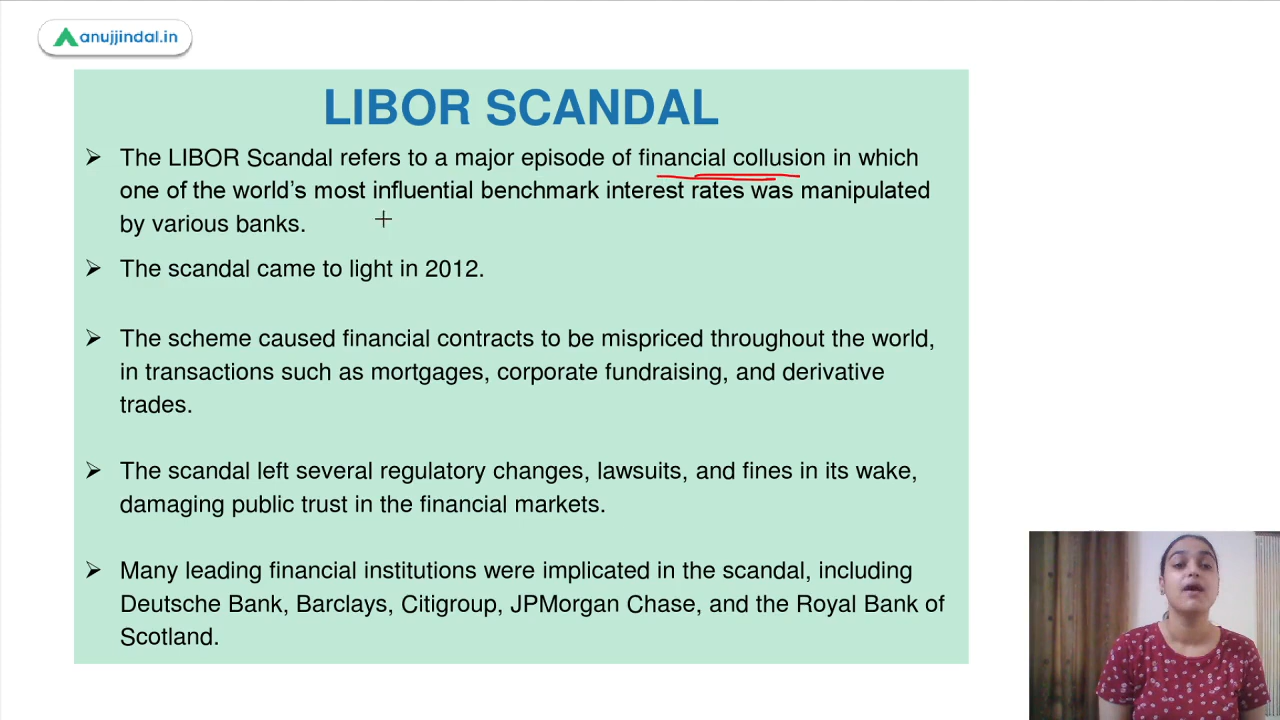 anujjindal.in
LIBOR SCANDAL
➢ The LIBOR Scandal refers to a major episode of financial collusion in which
one of the world’s most influential benchmark interest rates was manipulated
by various banks.
➢ The scandal came to light in 2012.
➢ The scheme caused financial contracts to be mispriced throughout the world,
in transactions such as mortgages, corporate fundraising, and derivative
trades.
➢ The scandal left several regulatory changes, lawsuits, and fines in its wake,
damaging public trust in the financial markets.
➢ Many leading financial institutions were implicated in the scandal, including
Deutsche Bank, Barclays, Citigroup, JPMorgan Chase, and the Royal Bank of
Scotland.